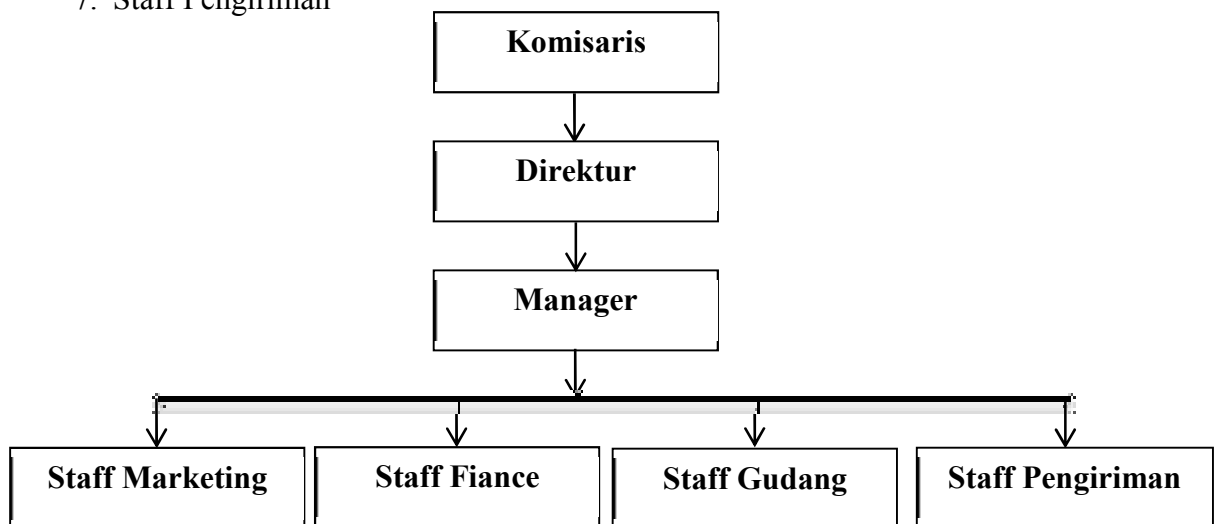 7. Staff Pengiriman
Komisaris
Direktur
Manager
Staff Marketing
Staff Fiance
Staff Gudang
Staff Pengiriman